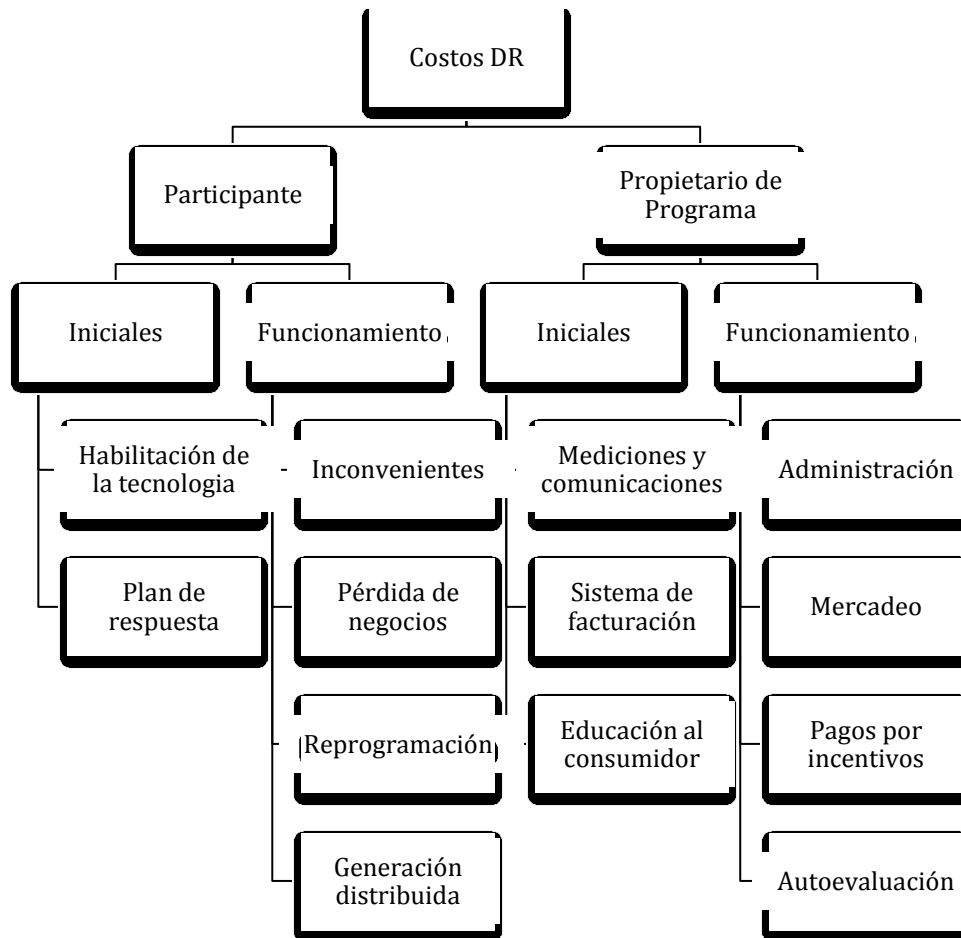 Costos DR
Participante
Propietario de
Programa
Iniciales
Funcionamiento
Iniciales
Funcionamiento
Habilitación de
la tecnologia
Inconvenientes
Mediciones y
comunicaciones
Administración
Plan de
respuesta
Pérdida de
negocios
Sistema de
facturación
Mercadeo
Reprogramación
Educación al
consumidor
Pagos por
incentivos
Generación
distribuida
Autoevaluación